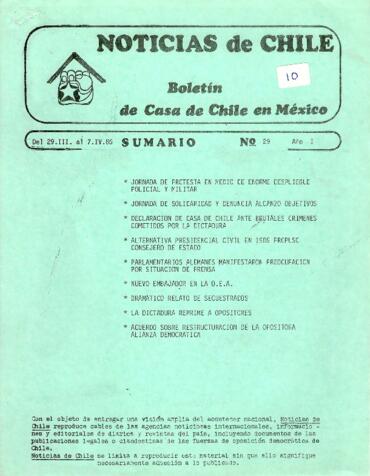 NOTICIAS de CHILE
10
Boletín
de Casa de Chile en México
Del 29.III. al 7.IV.85 SUMARIO Nº 29 Año I
* JORNADA DE PROTESTA EN MEDIO DE ENORME DESPLIEGUE
POLICIAL Y MILITAR
* JORNADA DE SOLIDARIDAD Y DENUNCIA ALCANZO OBJETIVOS
* DECLARACION DE CASA DE CHILE ANTE BRUTALES CRIMENES
COMETIDOS POR LA DICTADURA
* ALTERNATIVA PRESIDENCIAL CIVIL EN 1989 PROPUSO
CONSEJERO DE ESTADO
* PARLAMENTARIOS ALEMANES MANIFESTARON PREOCUPACION
POR SITUACION DE PRENSA
* NUEVO EMBAJADOR EN LA O.E.A.
* DRAMATICO RELATO DE SECUESTRADOS
* LA DICTADURA REPRIME A OPOSITORES
* ACUERDO SOBRE RESTRUCTURACION DE LA OPOSITORA
ALIANZA DEMOCRATICA
Con el objeto de entregar una visión amplia del acontecer nacional, Noticias de
Chile reproduce cables de las agencias noticiosas internacionales, informacio-
nes y editoriales de diarios y revistas del país, incluyendo documentos de las
publicaciones legales o clandestinas de las fuerzas de oposición democrática de
Chile.
Noticias de Chile se limita a reproducir este material sin que ello signifique
necesariamente adhesión a lo publicado.